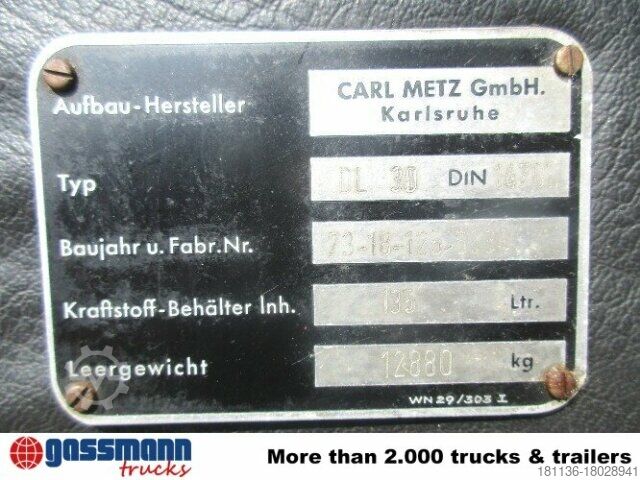 Aufbau-Hersteller CARL METZ GmbH.
Karlsruhe
Typ DL 30 DIN
Baujahr u. Fabr.Nr.
Kraftstoff-Behälter Inh. 135 Ltr.
Leergewicht 12880 kg
WN 29/303 I
gassmann
trucks
More than 2.000 trucks & trailers
181136-18028941